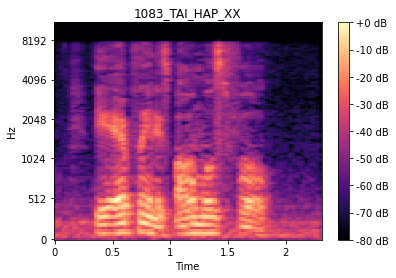 1083_TAI_HAP_XX
Hz
8192
4096
2048
1024
512
0
0
0.5
1
1.5
2
Time
+0 dB
-10 dB
-20 dB
-30 dB
-40 dB
-50 dB
-60 dB
-70 dB
-80 dB